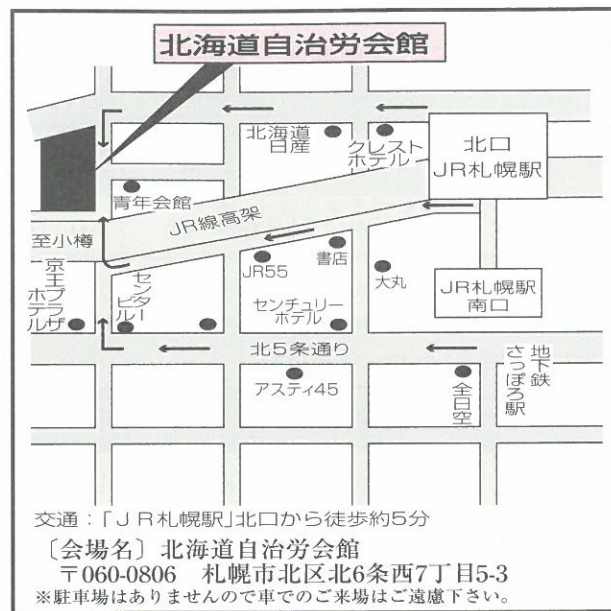 北海道自治労会館
北海道
日産
クレスト
ホテル
北口
JR札幌駅
青年会館
JR線高架
至小樽
JR55
書店
大丸
JR札幌駅
南口
京王
プラザ
ホテル
センター
ビル
センチュリー
ホテル
北5条通り
地下鉄
さっぽろ駅
アスティ45
全日空
交通：「JR札幌駅」北口から徒歩約5分
〔会場名〕北海道自治労会館
〒060-0806　札幌市北区北6条西7丁目5-3
※駐車場はありませんので車でのご来場はご遠慮下さい。